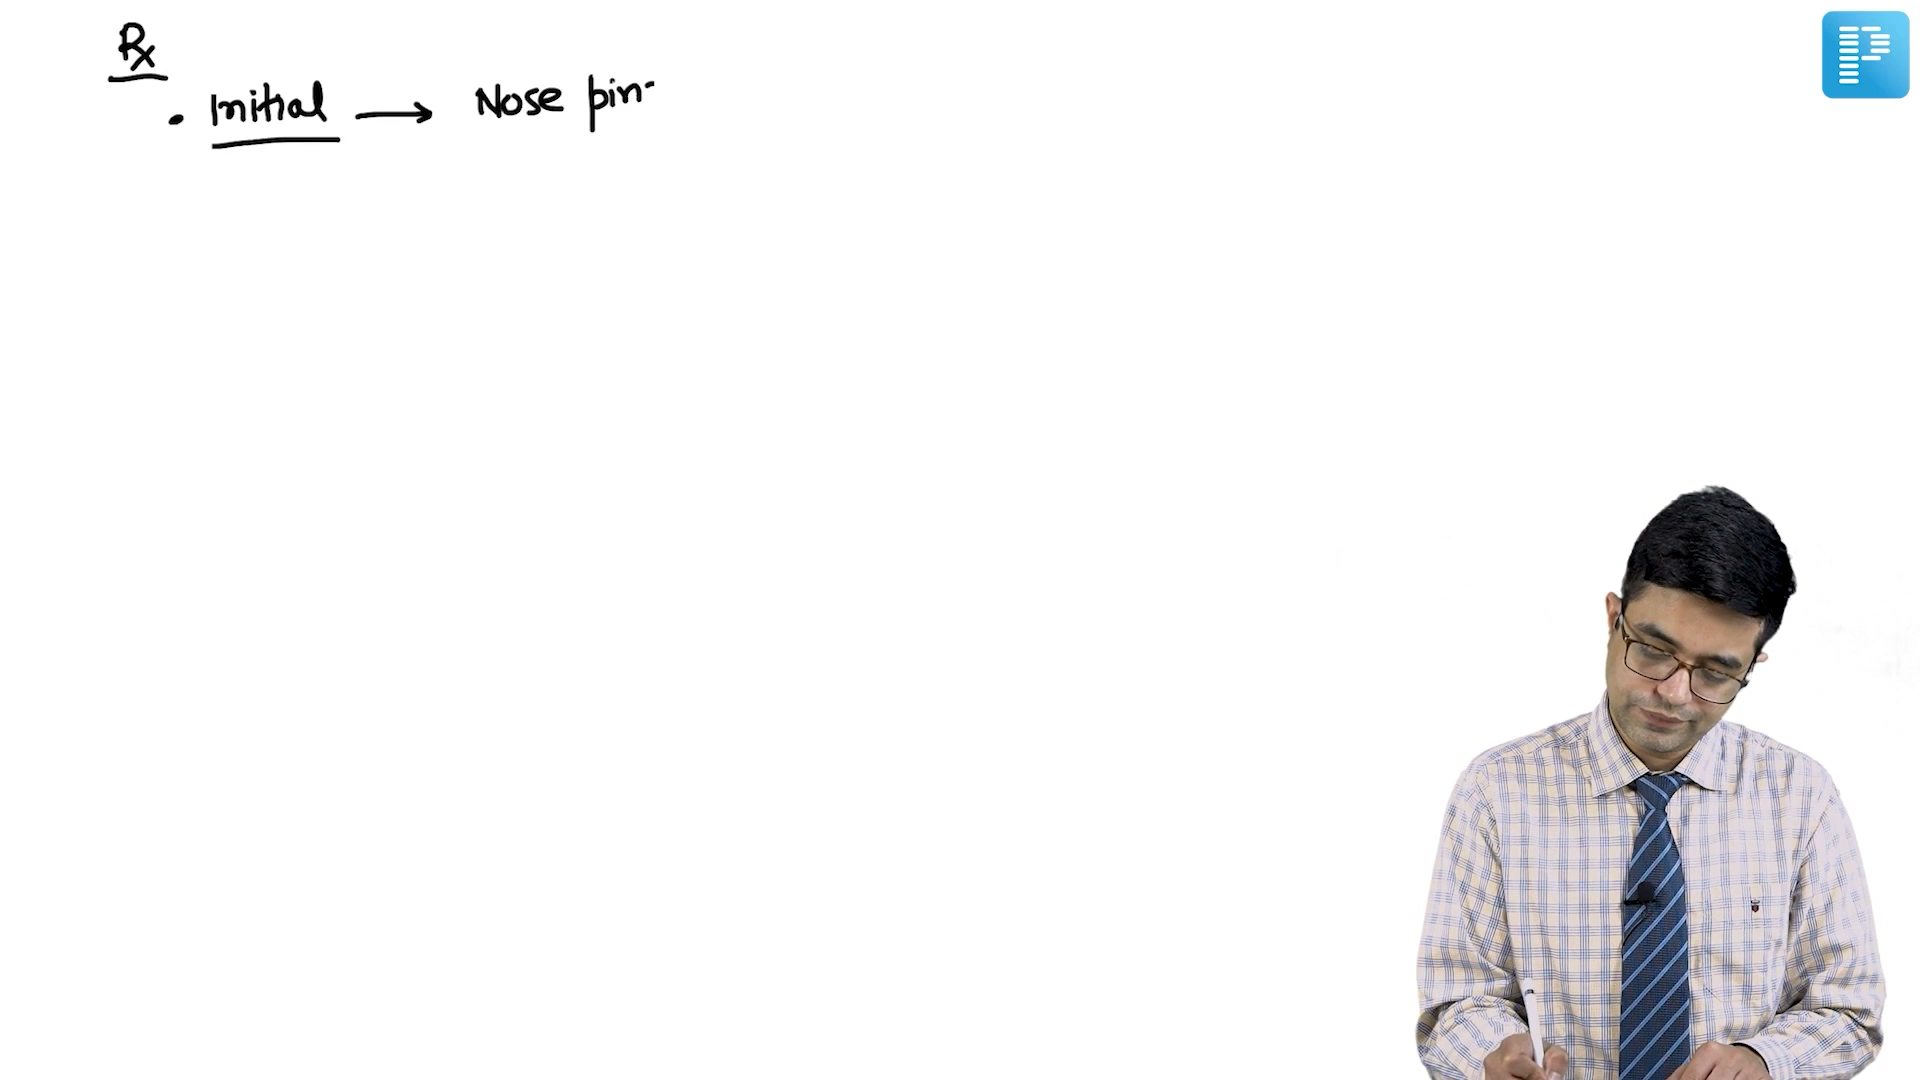 Rx
• Initial → Nose pin-